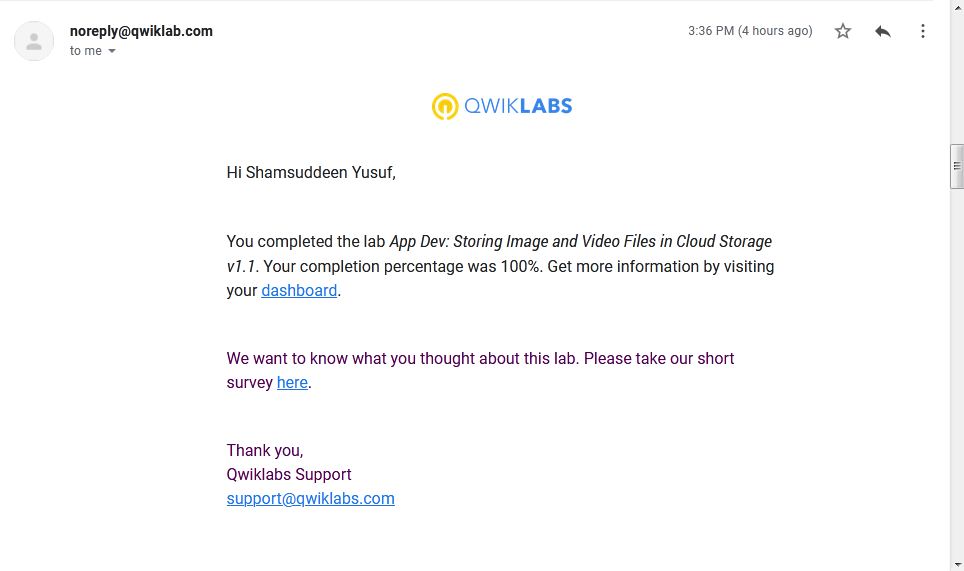 noreply@qwiklab.com
3:36 PM (4 hours ago)
to me
QWIKLABS
Hi Shamsuddeen Yusuf,
You completed the lab App Dev: Storing Image and Video Files in Cloud Storage
v1.1. Your completion percentage was 100%. Get more information by visiting
your dashboard.
We want to know what you thought about this lab. Please take our short
survey here.
Thank you,
Qwiklabs Support
support@qwiklabs.com